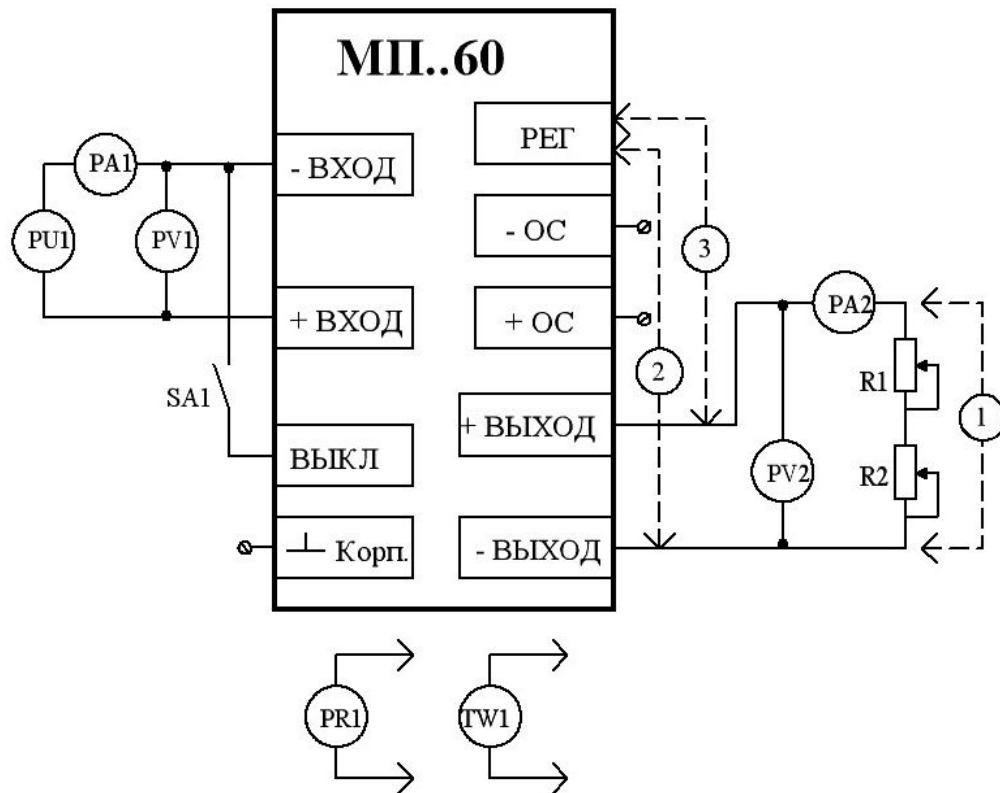 МП..60
РЕГ
- ВХОД
- ОС
+ ВХОД
+ ОС
ВЫКЛ
+ ВЫХОД
Корп.
- ВЫХОД
PA1
PU1
PV1
SA1
3
2
PA2
R1
1
R2
PV2
PR1
TW1